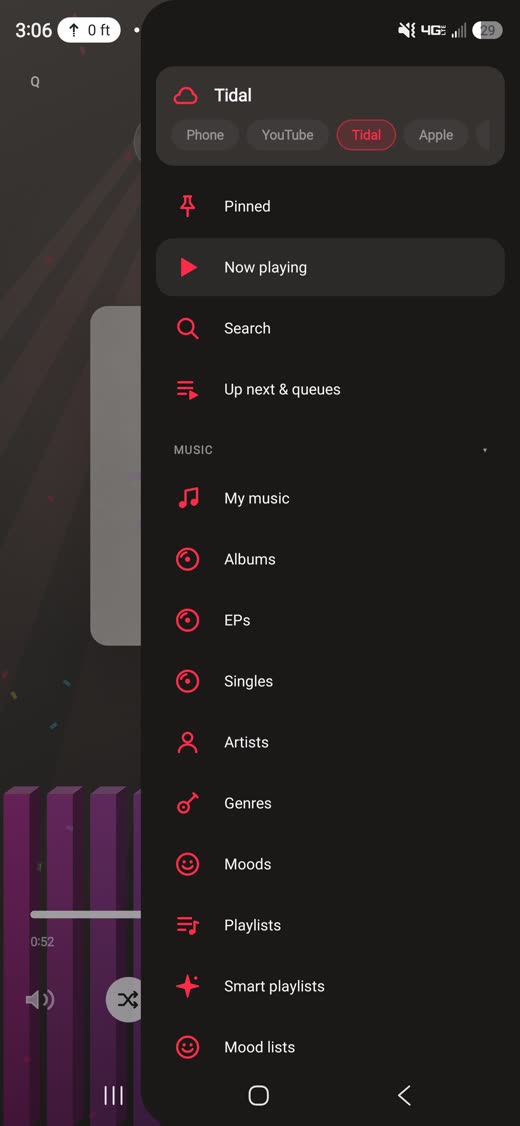 3:06 0 ft 4GE 29
Q
Tidal
Phone YouTube Tidal Apple
Pinned
Now playing
Search
Up next & queues
MUSIC
My music
Albums
EPs
Singles
Artists
Genres
Moods
Playlists
0:52
Smart playlists
Mood lists